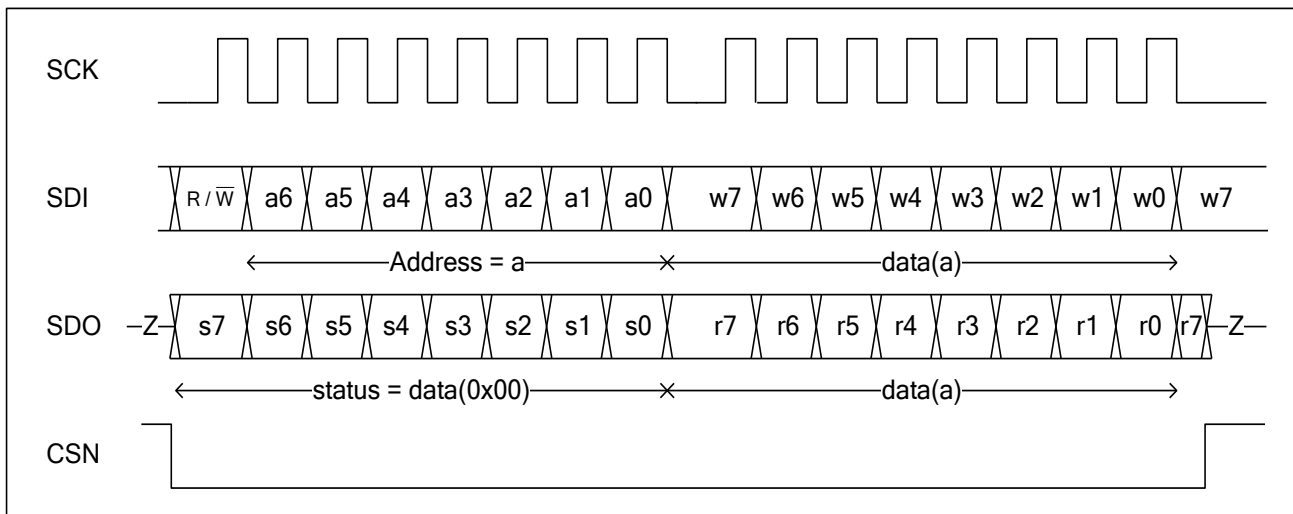 SCK
SDI R / W̅ a6 a5 a4 a3 a2 a1 a0 w7 w6 w5 w4 w3 w2 w1 w0 w7
Address = a data(a)
SDO Z s7 s6 s5 s4 s3 s2 s1 s0 r7 r6 r5 r4 r3 r2 r1 r0 r7 Z
status = data(0x00) data(a)
CSN